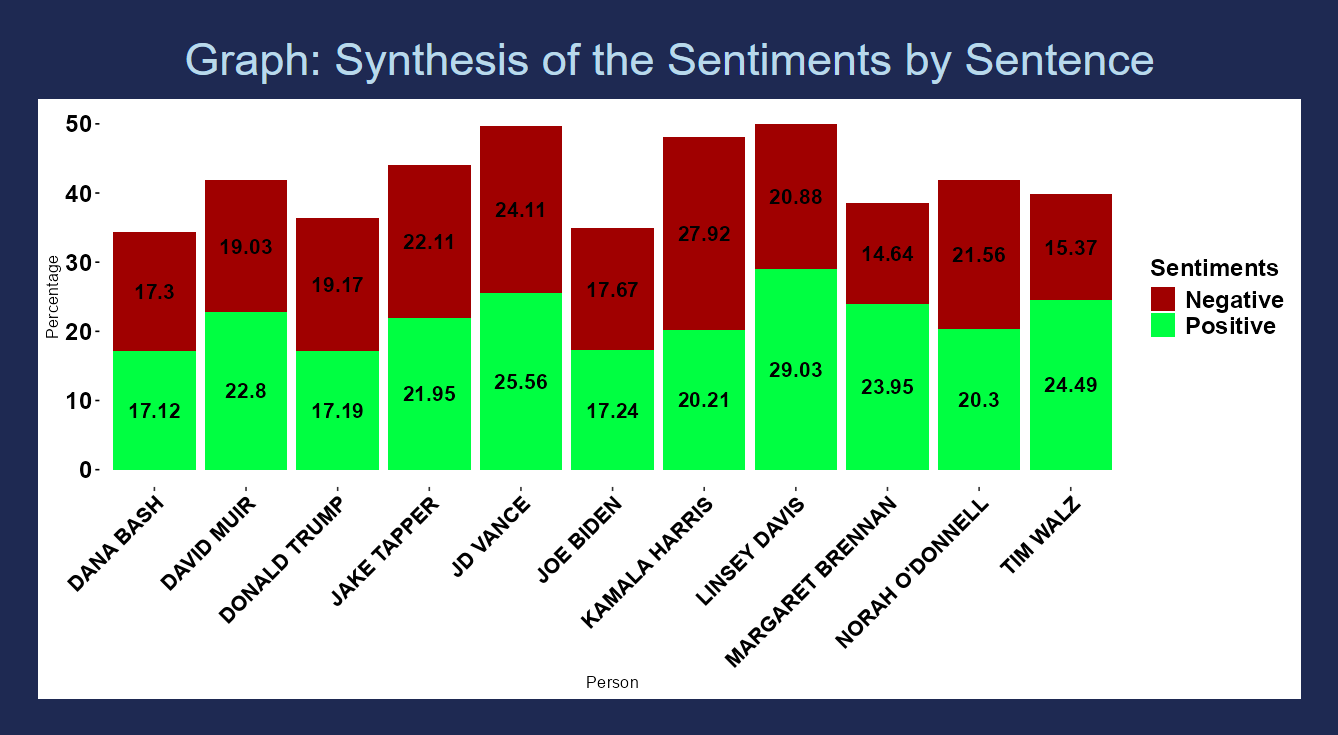 Graph: Synthesis of the Sentiments by Sentence
50
40
30
20
10
0
Percentage
17.3
19.03
19.17
22.11
24.11
17.67
27.92
20.88
14.64
21.56
15.37
17.12
22.8
17.19
21.95
25.56
17.24
20.21
29.03
23.95
20.3
24.49
DANA BASH
DAVID MUIR
DONALD TRUMP
JAKE TAPPER
JD VANCE
JOE BIDEN
KAMALA HARRIS
LINSEY DAVIS
MARGARET BRENNAN
NORAH O'DONNELL
TIM WALZ
Person
Sentiments
Negative
Positive